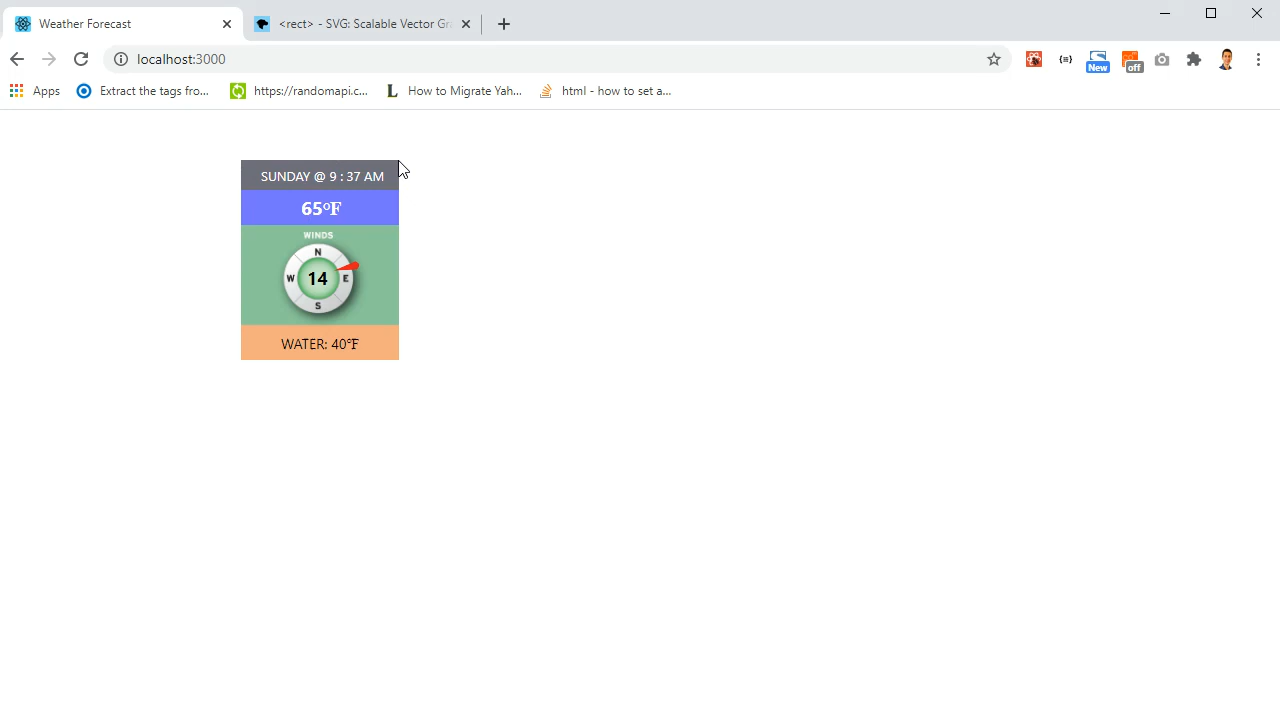 Weather Forecast
<rect> - SVG: Scalable Vector Gra
localhost:3000
New
off
Apps
Extract the tags fro...
https://randomapi.c...
How to Migrate Yah...
html - how to set a...
SUNDAY @ 9 : 37 AM
65°F
WINDS
N
W 14 E
S
WATER: 40°F